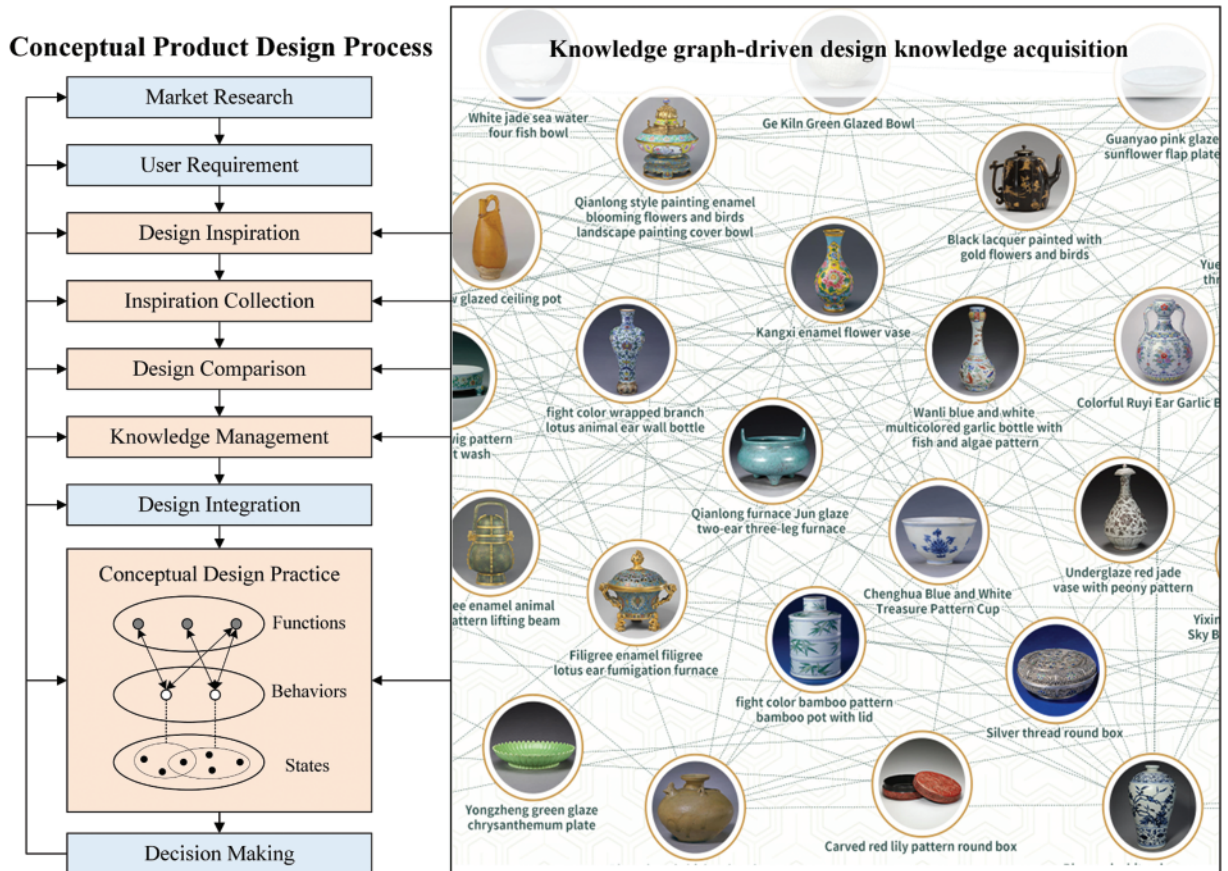 Conceptual Product Design Process
Market Research
User Requirement
Design Inspiration
Inspiration Collection
Design Comparison
Knowledge Management
Design Integration
Conceptual Design Practice
Functions
Behaviors
States
Decision Making
Knowledge graph-driven design knowledge acquisition
White jade sea water
four fish bowl
Ge Kiln Green Glazed Bowl
Guanyao pink glaze
sunflower flap plate
Qianlong style painting enamel
blooming flowers and birds
landscape painting cover bowl
Black lacquer painted with
gold flowers and birds
w glazed ceiling pot
Kangxi enamel flower vase
Yue
thr
fight color wrapped branch
lotus animal ear wall bottle
Wanli blue and white
multicolored garlic bottle with
fish and algae pattern
Colorful Ruyi Ear Garlic B
wig pattern
t wash
Qianlong furnace Jun glaze
two-ear three-leg furnace
Chenghua Blue and White
Treasure Pattern Cup
Underglaze red jade
vase with peony pattern
ee enamel animal
attern lifting beam
Filigree enamel filigree
lotus ear fumigation furnace
Yixin
Sky B
fight color bamboo pattern
bamboo pot with lid
Silver thread round box
Yongzheng green glaze
chrysanthemum plate
Carved red lily pattern round box